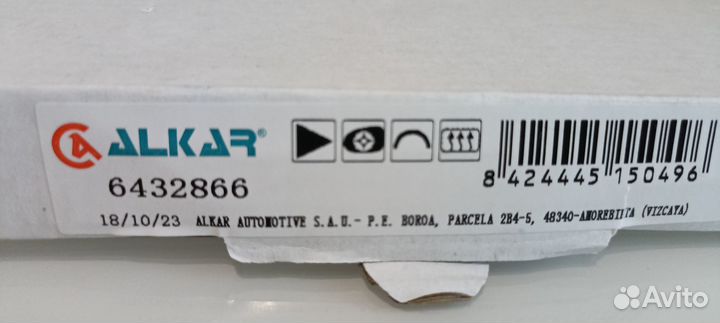 ALKAR®
6432866
8 424445 150496
18/10/23 ALKAR AUTOMOTIVE S.A.U.- P.E. BOROA, PARCELA 2B4-5, 48340-AMOREBIETA (VIZCAYA)
Avito